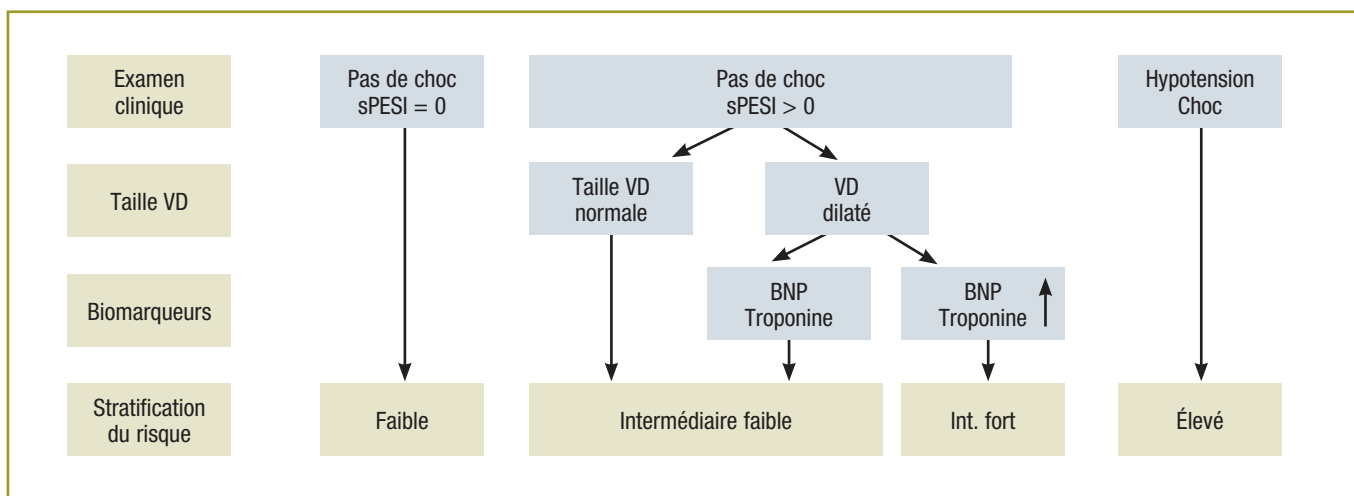 Examen
clinique
Pas de choc
sPESI = 0
Pas de choc
sPESI > 0
Hypotension
Choc
Taille VD
Taille VD
normale
VD
dilaté
Biomarqueurs
BNP
Troponine
BNP
Troponine
Stratification
du risque
Faible
Intermédiaire faible
Int. fort
Élevé